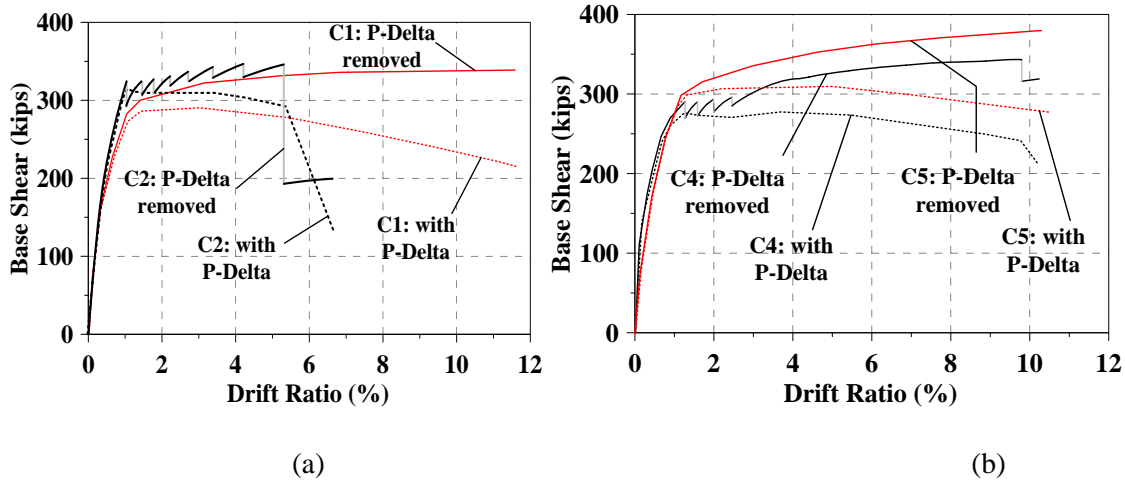 400
300
200
100
0
Base Shear (kips)
C1: P-Delta
removed
C2: P-Delta
removed
C2: with
P-Delta
C1: with
P-Delta
0 2 4 6 8 10 12
Drift Ratio (%)
(a)
400
300
200
100
0
Base Shear (kips)
C4: P-Delta
removed
C5: P-Delta
removed
C4: with
P-Delta
C5: with
P-Delta
0 2 4 6 8 10 12
Drift Ratio (%)
(b)